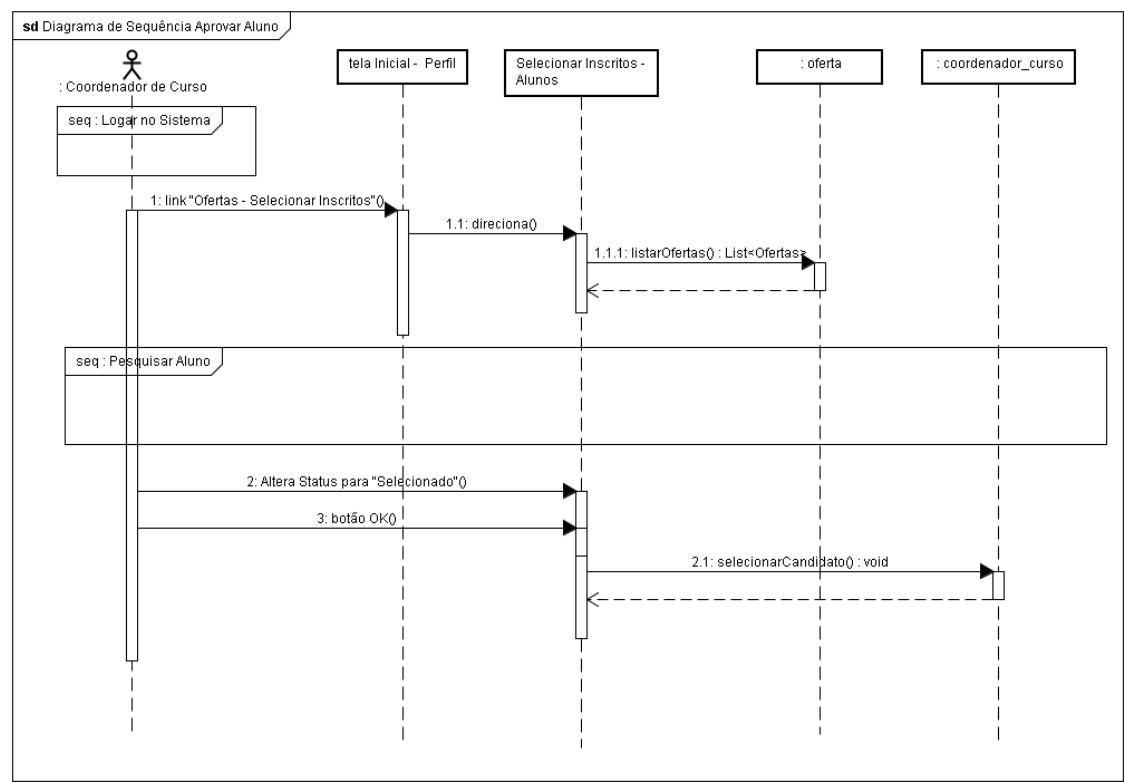 sd Diagrama de Sequência Aprovar Aluno
: Coordenador de Curso
tela Inicial - Perfil
Selecionar Inscritos -
Alunos
: oferta
: coordenador_curso
seq : Logar no Sistema
1: link "Ofertas - Selecionar Inscritos"()
1.1: direciona()
1.1.1: listarOfertas() : List<Ofertas>
seq : Pesquisar Aluno
2: Altera Status para "Selecionado"()
3: botão OK()
2.1: selecionarCandidato() : void